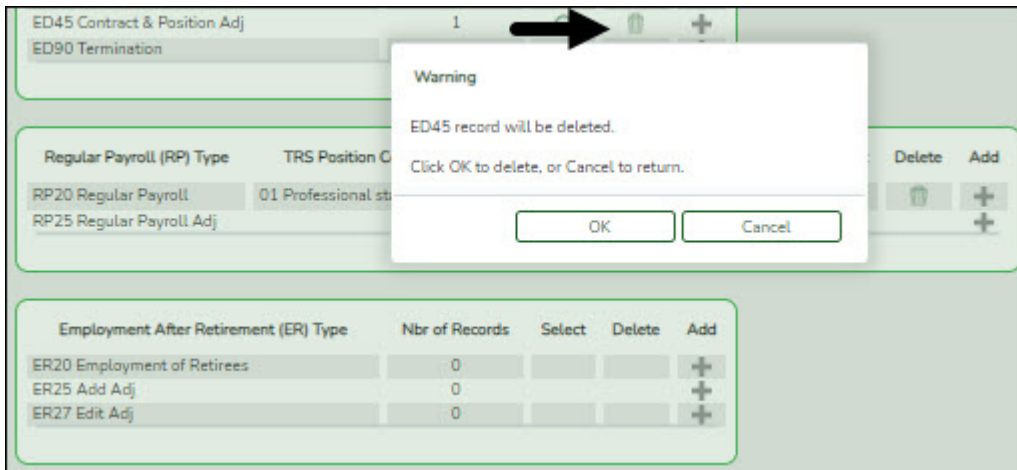 ED45 Contract & Position Adj 1
ED90 Termination
Warning
ED45 record will be deleted.
Click OK to delete, or Cancel to return.
OK Cancel
Regular Payroll (RP) Type TRS Position Delete Add
RP20 Regular Payroll 01 Professional
RP25 Regular Payroll Adj
Employment After Retirement (ER) Type Nbr of Records Select Delete Add
ER20 Employment of Retirees 0
ER25 Add Adj 0
ER27 Edit Adj 0